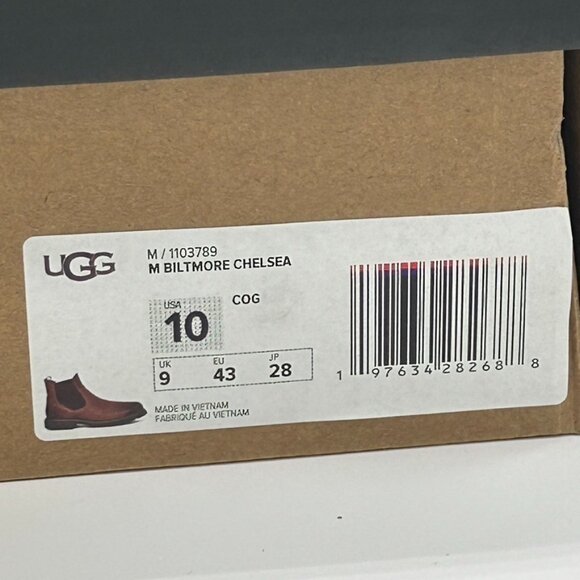 UGG
M / 1103789
M BILTMORE CHELSEA
USA
10
COG
UK EU JP
9 43 28
MADE IN VIETNAM
FABRIQUÉ AU VIETNAM
1 97634 28268 8